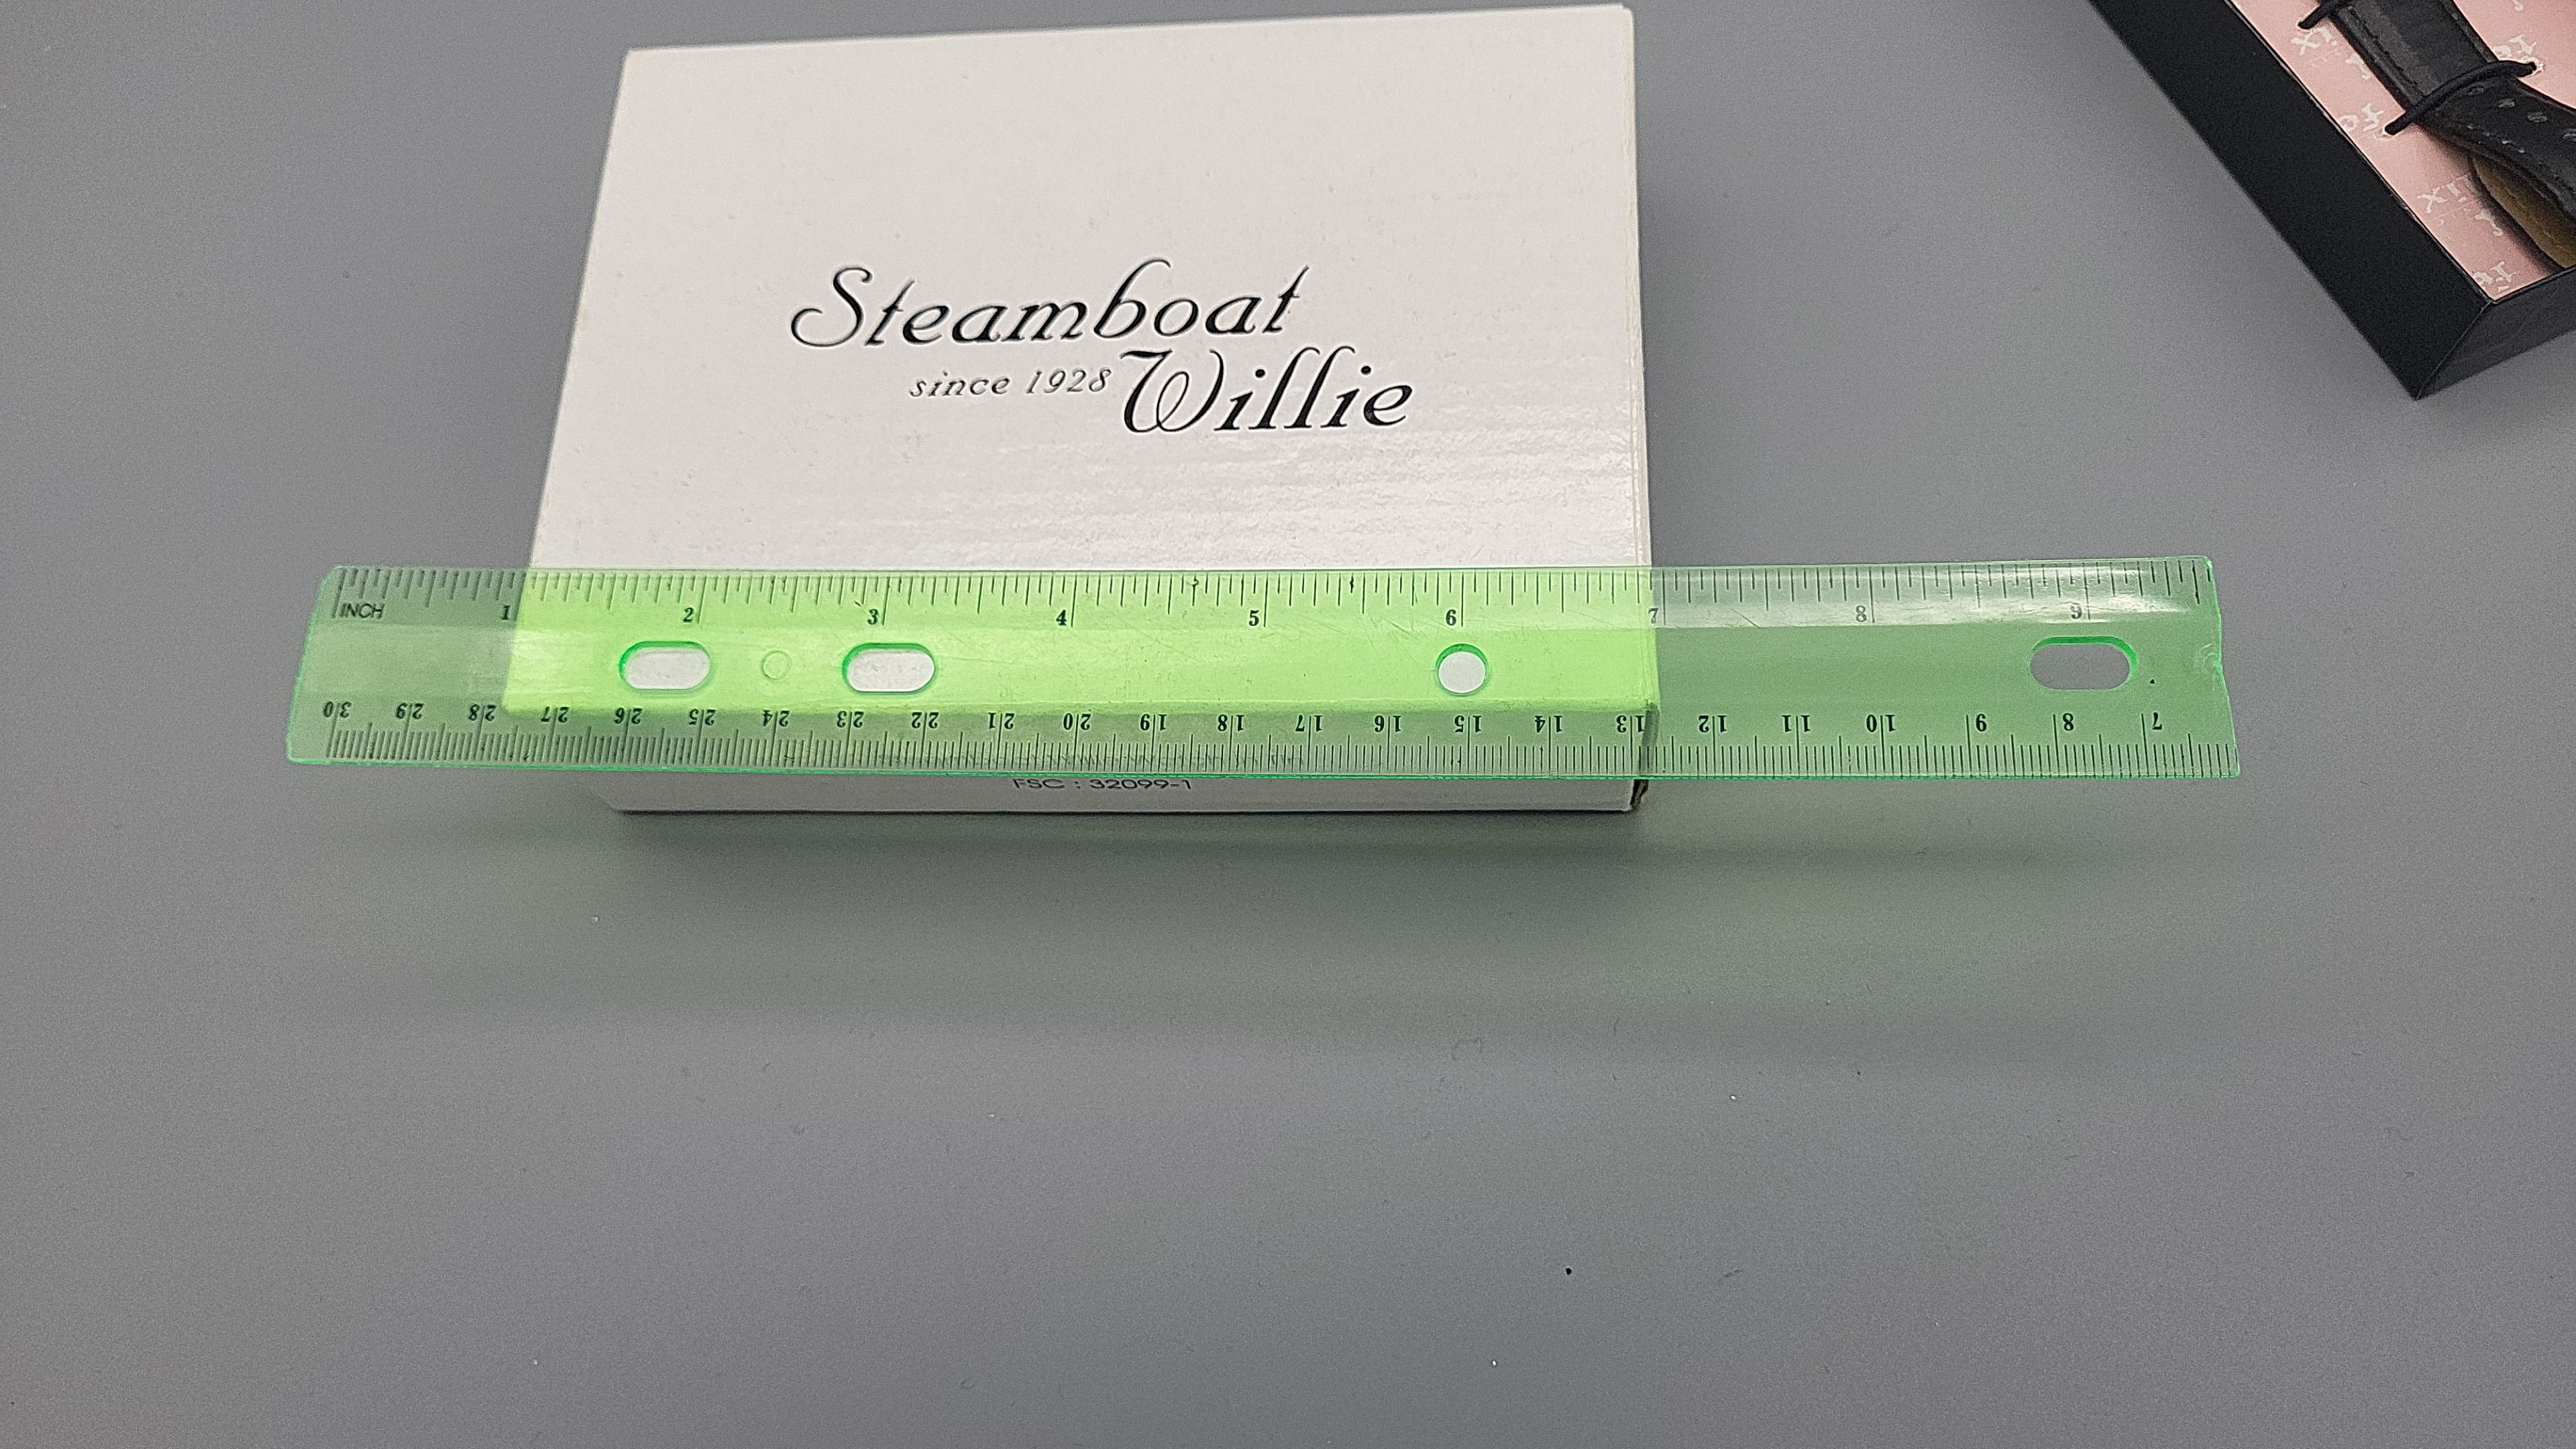 Steamboat
since 1928 Willie
INCH 1 2 3 4 5 6 7 8 9
30 29 28 27 26 25 24 23 22 21 20 19 18 17 16 15 14 13 12 11 10 9 8 7
FSC : 32099-1